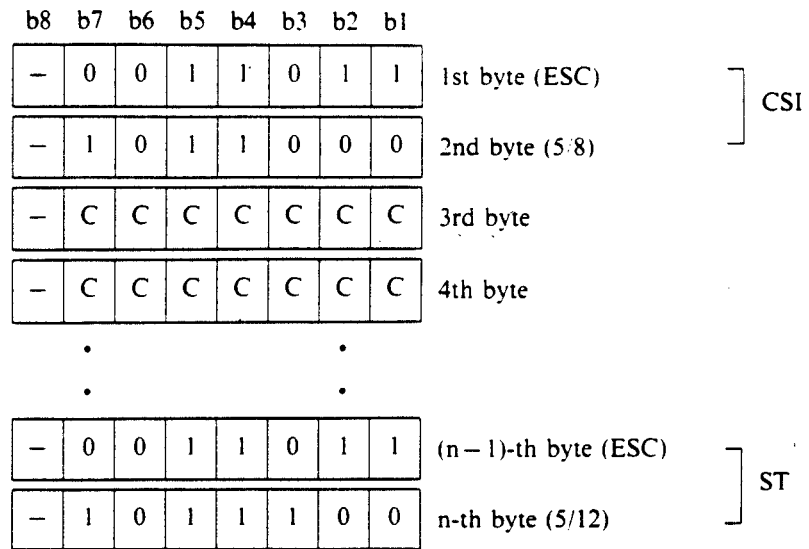 b8 b7 b6 b5 b4 b3 b2 b1
– 0 0 1 1 0 1 1 1st byte (ESC)
CSI
– 1 0 1 1 0 0 0 2nd byte (5/8)
– C C C C C C C 3rd byte
– C C C C C C C 4th byte
– 0 0 1 1 0 1 1 (n – 1)-th byte (ESC)
ST
– 1 0 1 1 1 0 0 n-th byte (5/12)